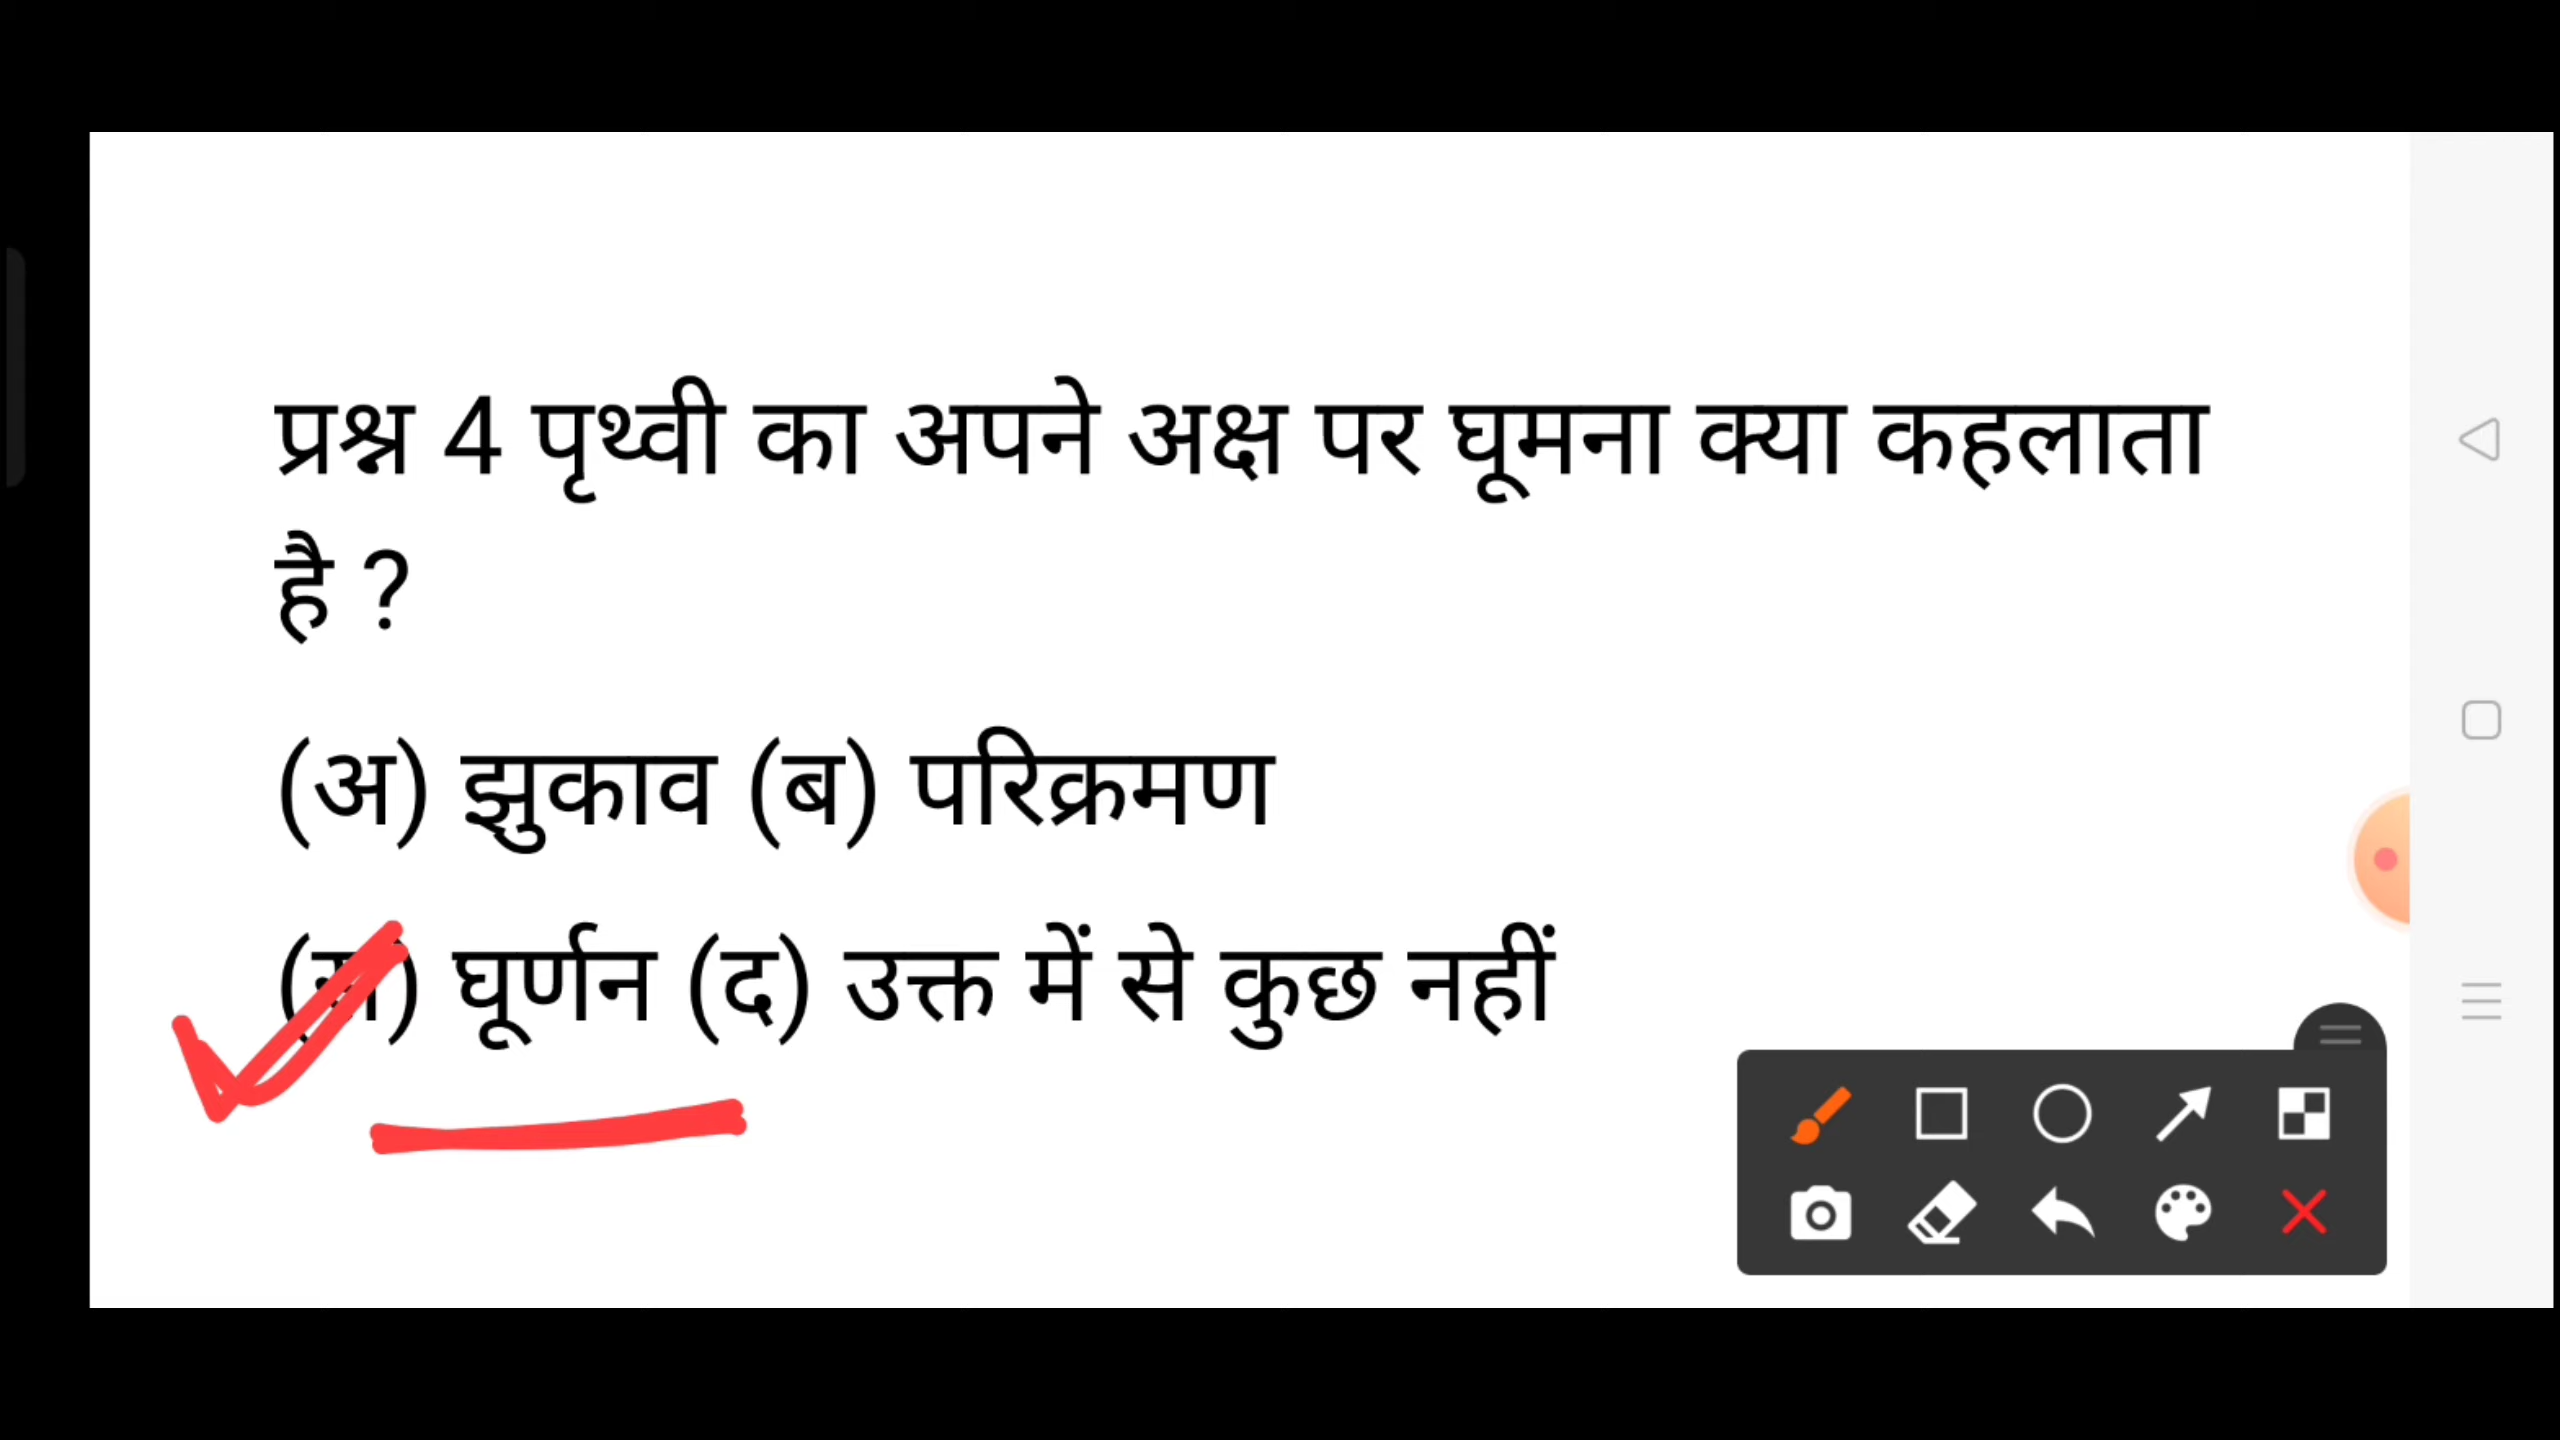 प्रश्न 4 पृथ्वी का अपने अक्ष पर घूमना क्या कहलाता
है ?
(अ) झुकाव (ब) परिक्रमण
(स) घूर्णन (द) उक्त में से कुछ नहीं